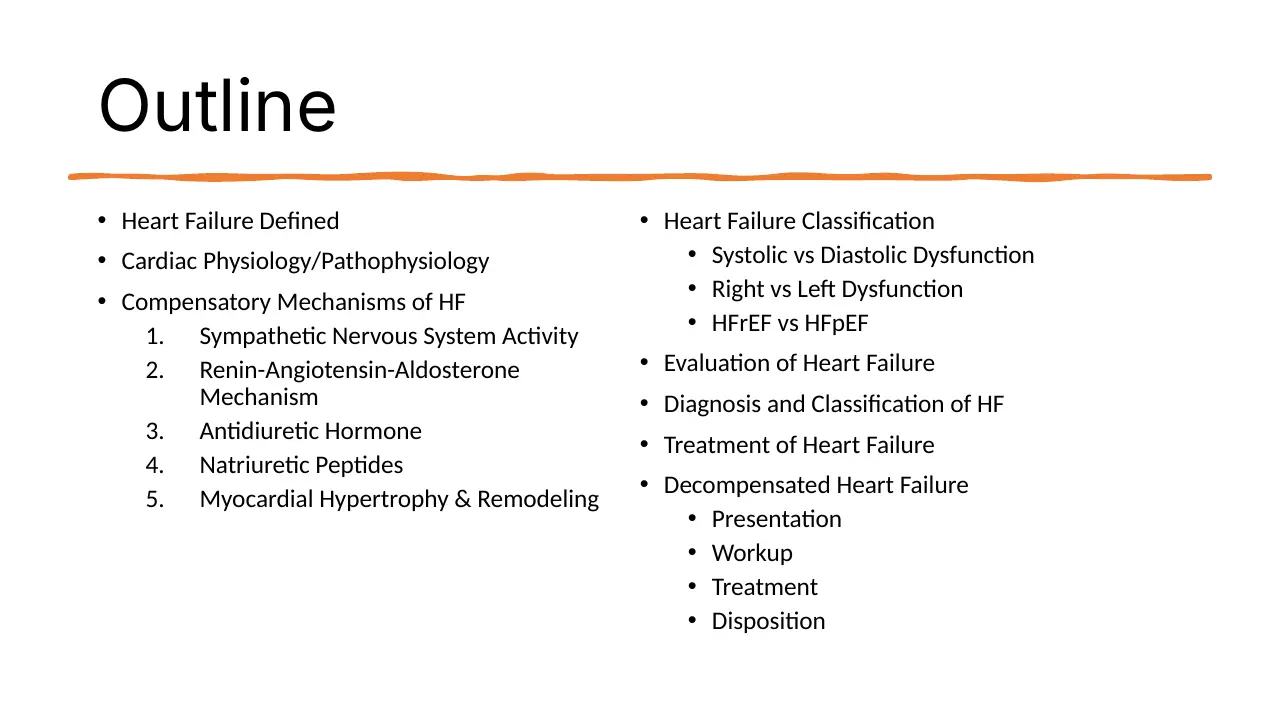 Outline
• Heart Failure Defined
• Cardiac Physiology/Pathophysiology
• Compensatory Mechanisms of HF
1. Sympathetic Nervous System Activity
2. Renin-Angiotensin-Aldosterone
Mechanism
3. Antidiuretic Hormone
4. Natriuretic Peptides
5. Myocardial Hypertrophy & Remodeling
• Heart Failure Classification
• Systolic vs Diastolic Dysfunction
• Right vs Left Dysfunction
• HFrEF vs HFpEF
• Evaluation of Heart Failure
• Diagnosis and Classification of HF
• Treatment of Heart Failure
• Decompensated Heart Failure
• Presentation
• Workup
• Treatment
• Disposition